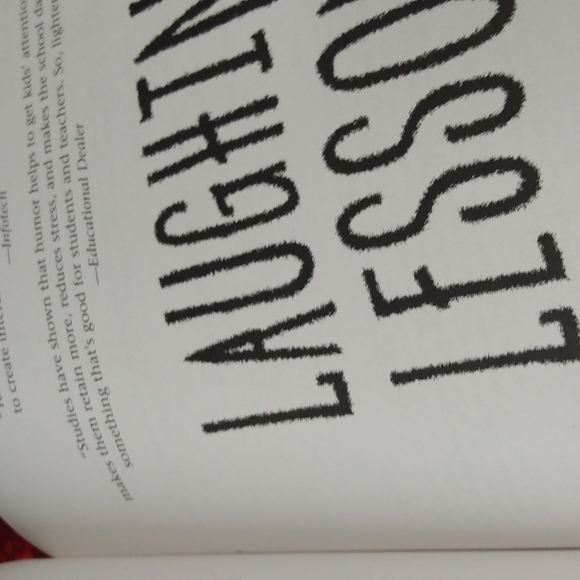 to create
—Infotech
"Studies have shown that humor helps to get kids' attention
them retain more, reduces stress, and makes the school da
makes something that's good for students and teachers. So, lighten
—Educational Dealer
LAUGHIN
LESSO